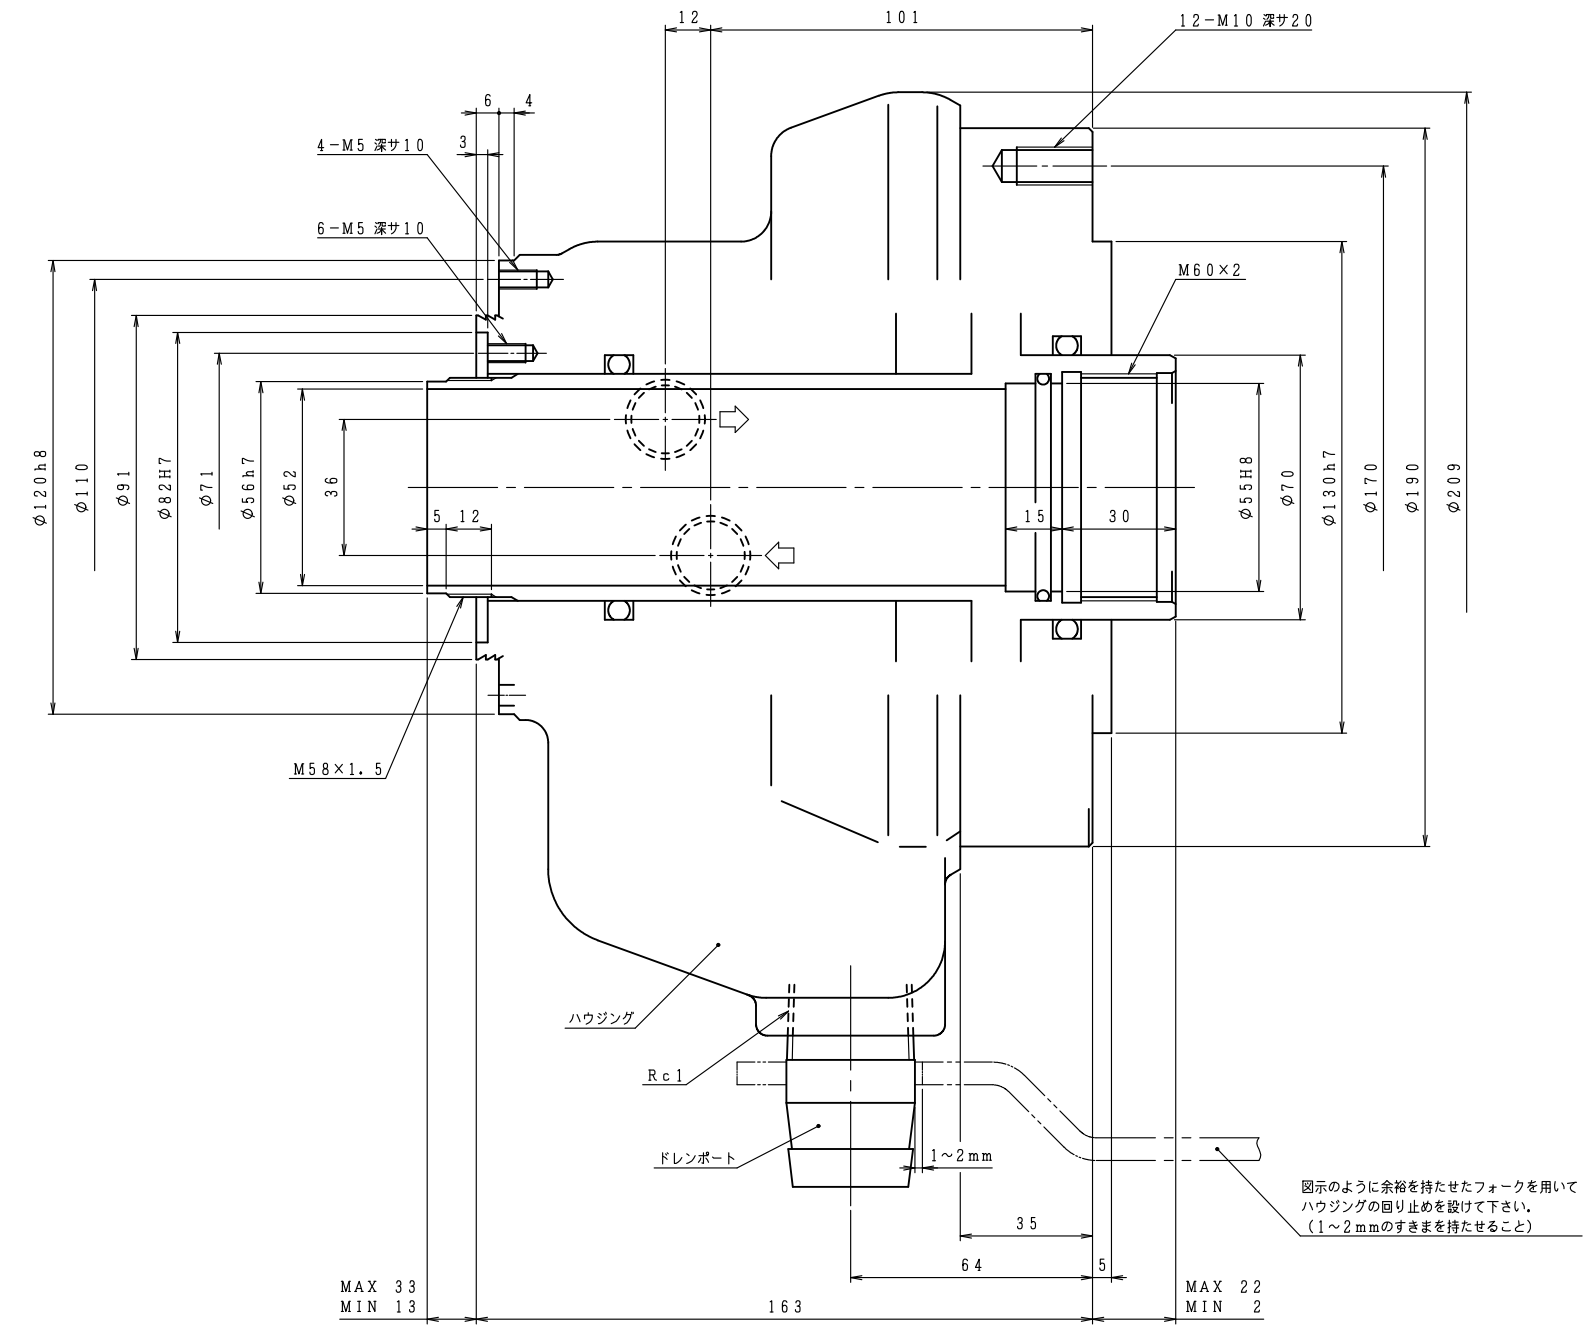 12
101
12-M10 深サ20
6
4
3
4-M5 深サ10
6-M5 深サ10
M60×2
φ120h8
φ110
φ91
φ82H7
φ71
φ56h7
φ52
36
5
12
15
30
φ55H8
φ70
φ130h7
φ170
φ190
φ209
M58×1.5
ハウジング
Rc1
ドレンポート
1~2mm
図示のように余裕を持たせたフォークを用いて
ハウジングの回り止めを設けて下さい。
(1~2mmのすきまを持たせること)
35
64
5
MAX 33
MIN 13
163
MAX 22
MIN 2